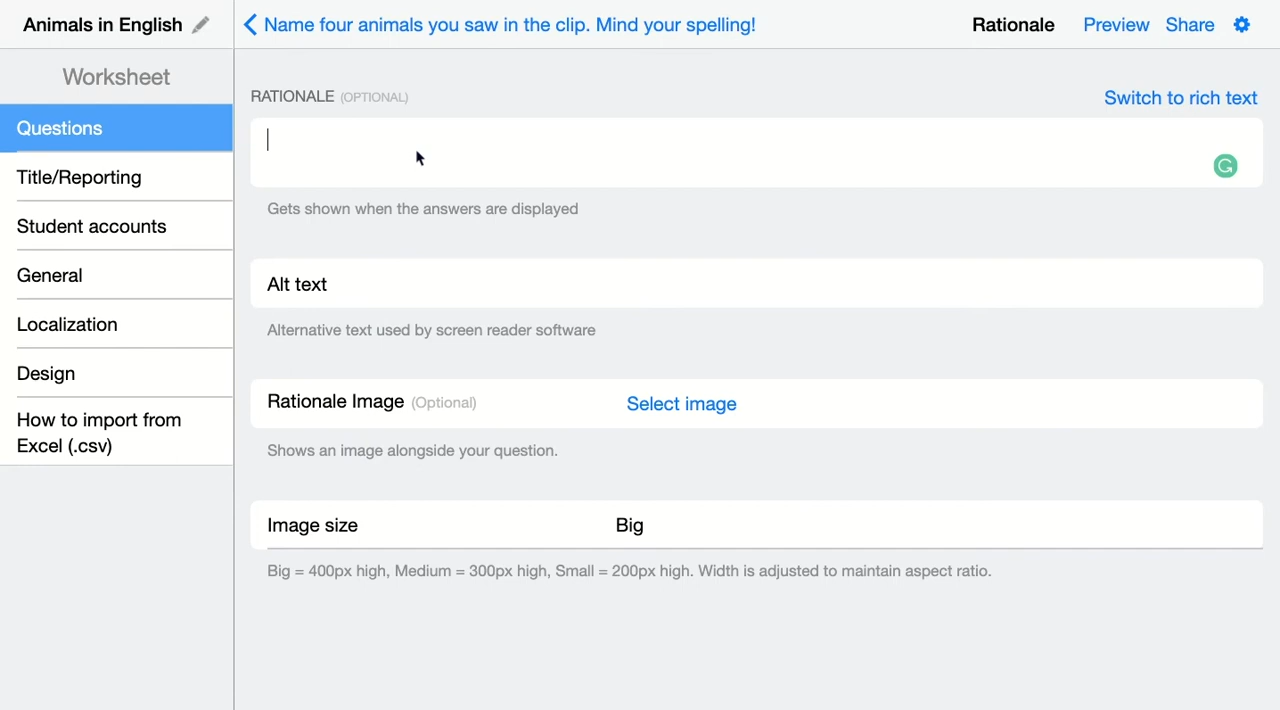 Animals in English
Name four animals you saw in the clip. Mind your spelling!
Rationale
Preview
Share
Worksheet
Questions
Title/Reporting
Student accounts
General
Localization
Design
How to import from
Excel (.csv)
RATIONALE (OPTIONAL)
Switch to rich text
Gets shown when the answers are displayed
Alt text
Alternative text used by screen reader software
Rationale Image (Optional)
Select image
Shows an image alongside your question.
Image size
Big
Big = 400px high, Medium = 300px high, Small = 200px high. Width is adjusted to maintain aspect ratio.